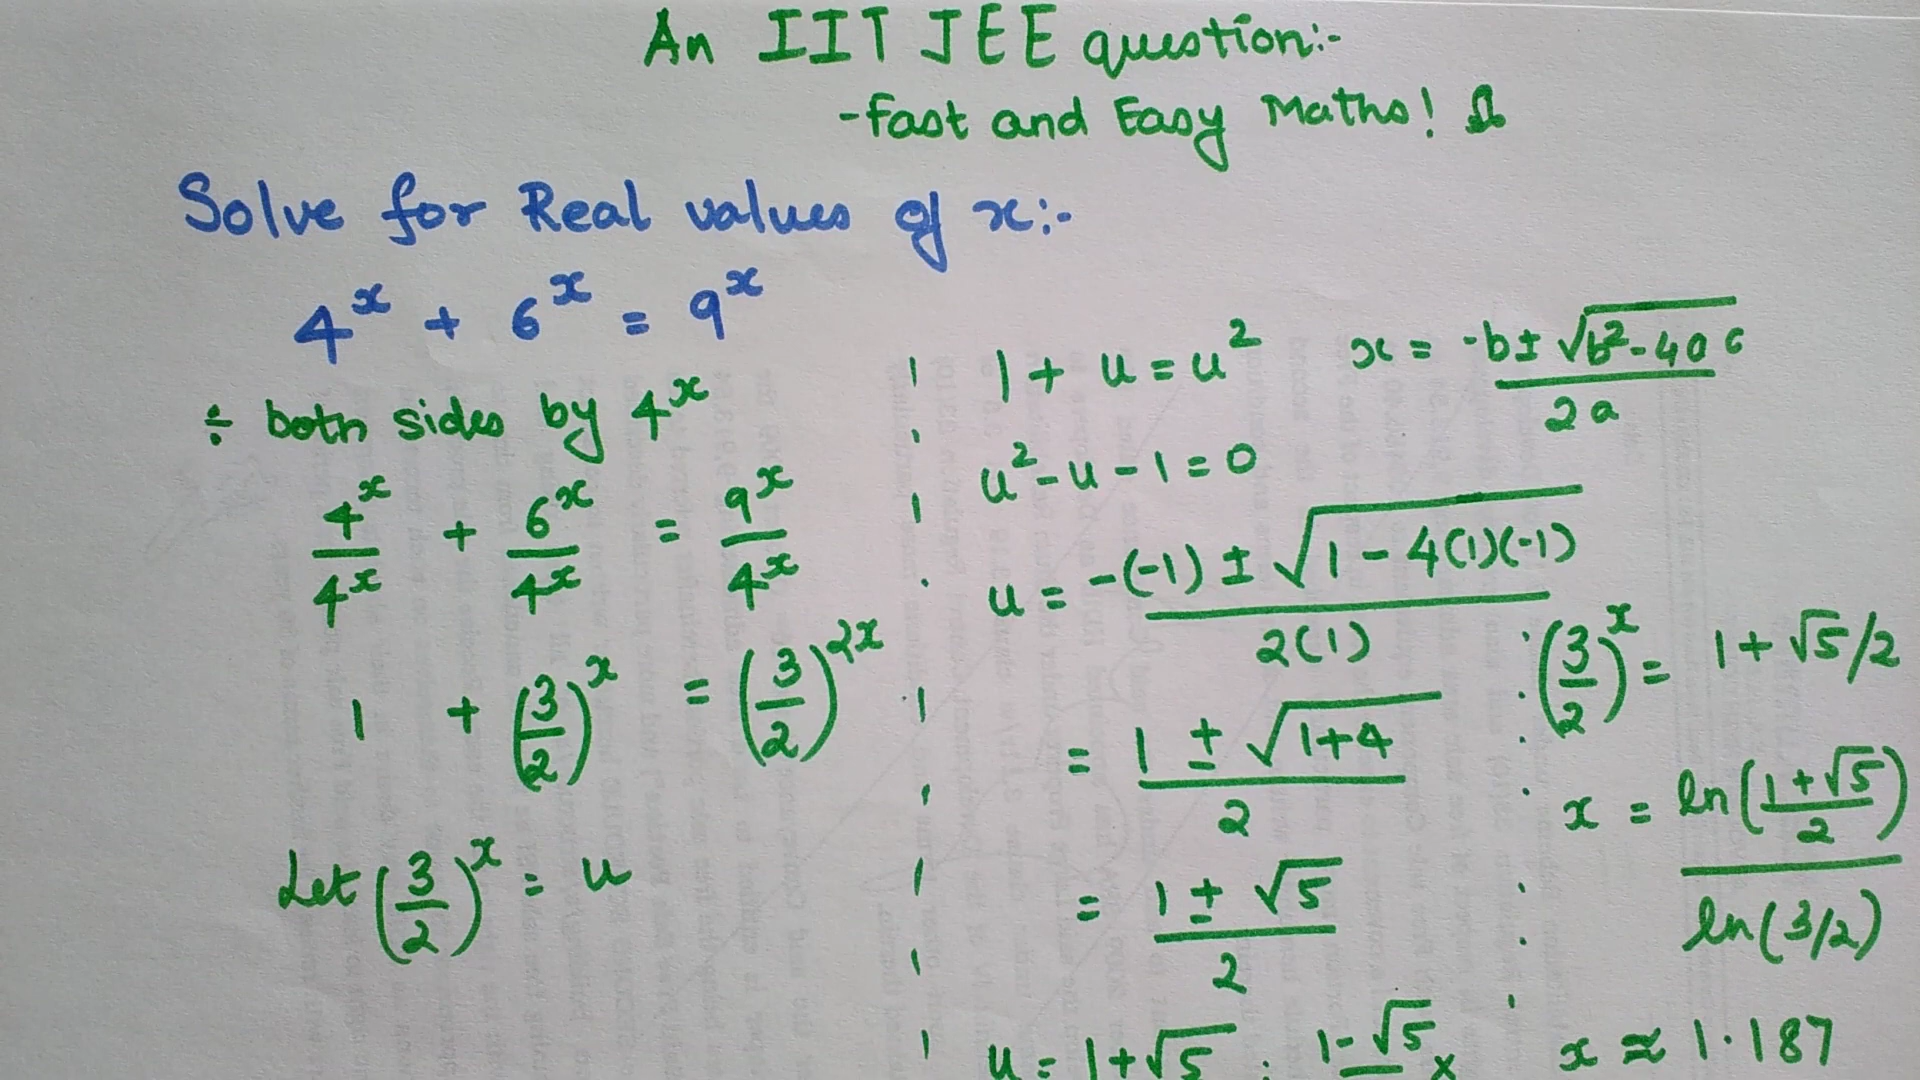 An IIT JEE question:-
-fast and Easy Maths!
Solve for Real values of x:-
4^x + 6^x = 9^x
÷ both sides by 4^x
4^x/4^x + 6^x/4^x = 9^x/4^x
1 + (3/2)^x = (3/2)^2x
Let (3/2)^x = u
1 + u = u^2
u^2 - u - 1 = 0
u = -(-1) ± √1 - 4(1)(-1) / 2(1)
= 1 ± √1+4 / 2
= 1 ± √5 / 2
u = 1+√5 ; 1-√5 x
x = -b ± √b^2-4ac / 2a
(3/2)^x = 1 + √5/2
x = ln(1+√5/2) / ln(3/2)
x ≈ 1.187